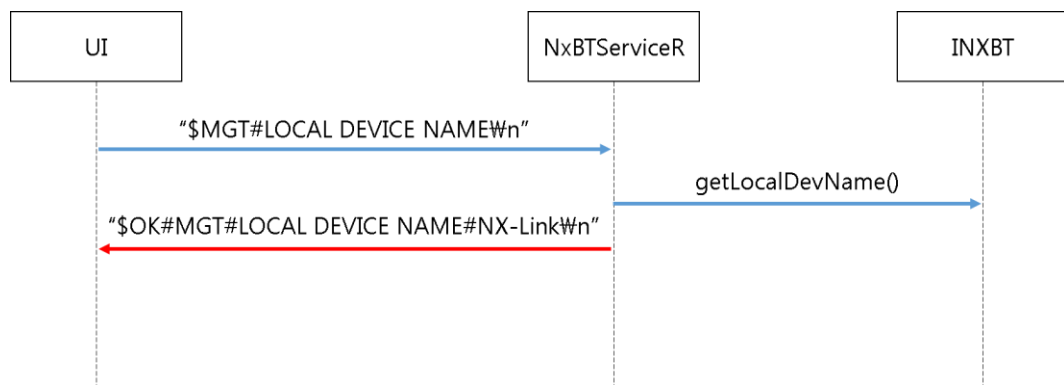 UI
NxBTServiceR
INXBT
“$MGT#LOCAL DEVICE NAME₩n”
getLocalDevName()
“$OK#MGT#LOCAL DEVICE NAME#NX-Link₩n”